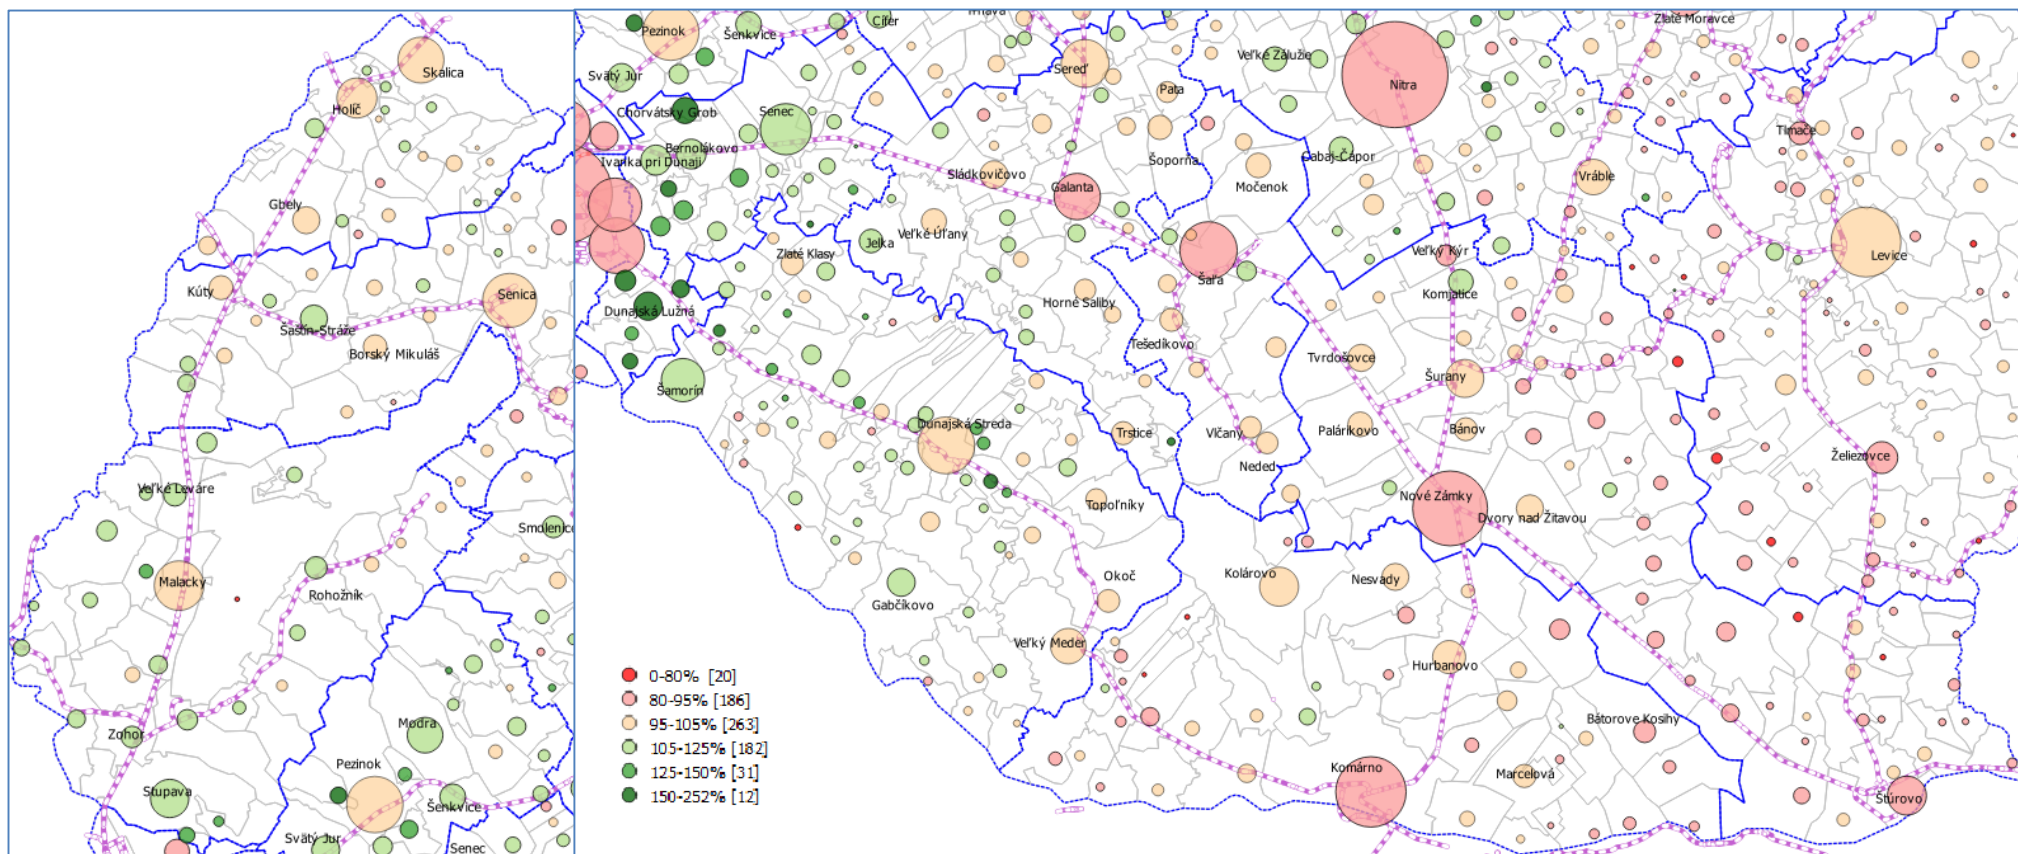 Skalica
Holíč
Gbely
Kúty
Senica
Šaštín-Stráže
Borský Mikuláš
Veľké Leváre
Smolenice
Malacky
Rohožník
Modra
Zohor
Pezinok
Stupava
Šenkvice
Svätý Jur
Senec
Cífer
Pezinok
Šenkvice
Zlaté Moravce
Veľké Zálužie
Sereď
Svätý Jur
Nitra
Pata
Chorvátsky Grob
Senec
Tlmače
Bernolákovo
Ivanka pri Dunaji
Šoporňa
Cabaj-Čápor
Sládkovičovo
Vráble
Galanta
Močenok
Veľké Úľany
Jelka
Zlaté Klasy
Veľký Kýr
Levice
Šaľa
Komjatice
Horné Saliby
Dunajská Lužná
Tešedíkovo
Tvrdošovce
Šurany
Šamorín
Dunajská Streda
Trstice
Vlčany
Palárikovo
Bánov
Neded
Želiezovce
Nové Zámky
Topoľníky
Dvory nad Žitavou
Okoč
Kolárovo
Nesvady
Gabčíkovo
Veľký Meder
Hurbanovo
0-80% [20]
80-95% [186]
95-105% [263]
105-125% [182]
125-150% [31]
150-252% [12]
Bátorove Kosihy
Komárno
Marcelová
Štúrovo